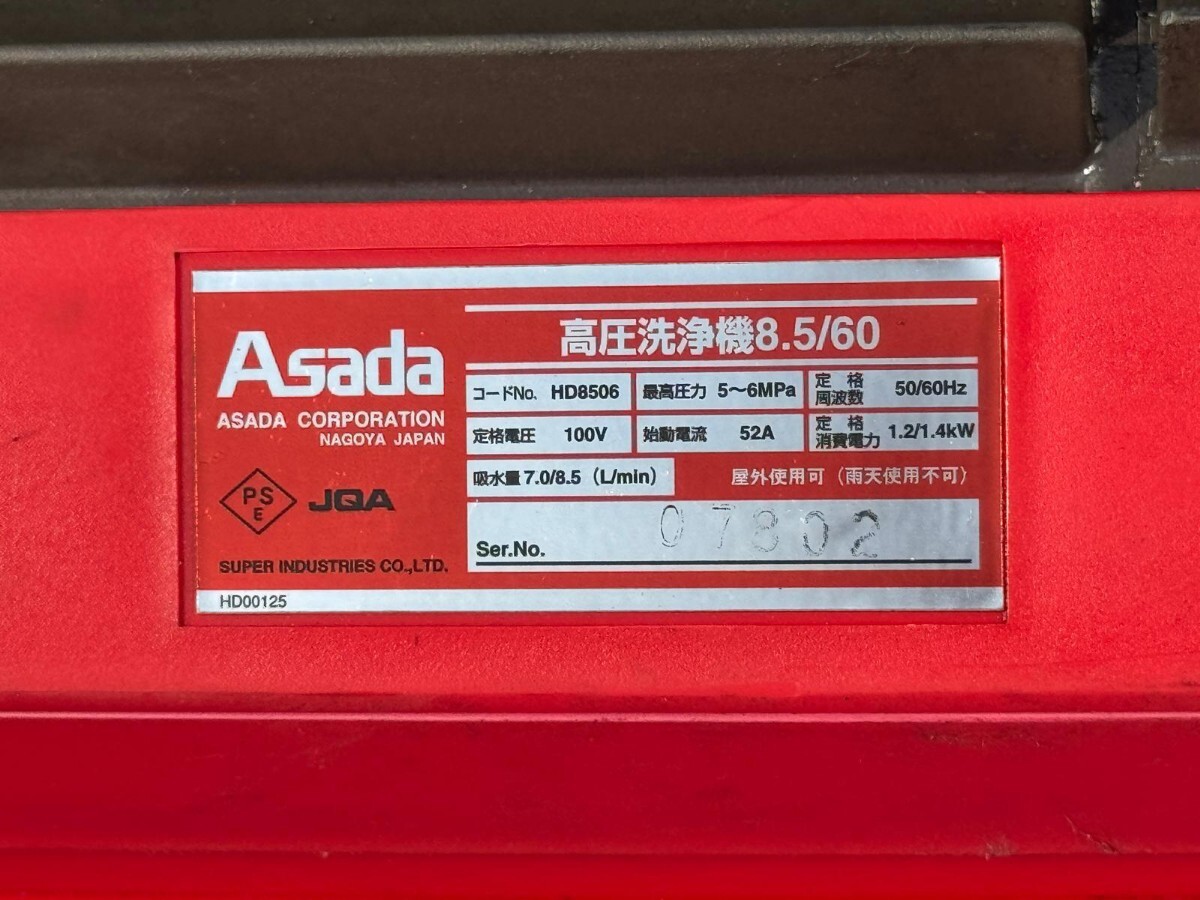 Asada
ASADA CORPORATION
NAGOYA JAPAN
PS
E
JQA
SUPER INDUSTRIES CO.,LTD.
HD00125
高圧洗浄機8.5/60
コードNo. HD8506
最高圧力 5〜6MPa
定格
周波数 50/60Hz
定格電圧 100V
始動電流 52A
定格
消費電力 1.2/1.4kW
吸水量 7.0/8.5 (L/min)
屋外使用可（雨天使用不可）
Ser.No. 07802